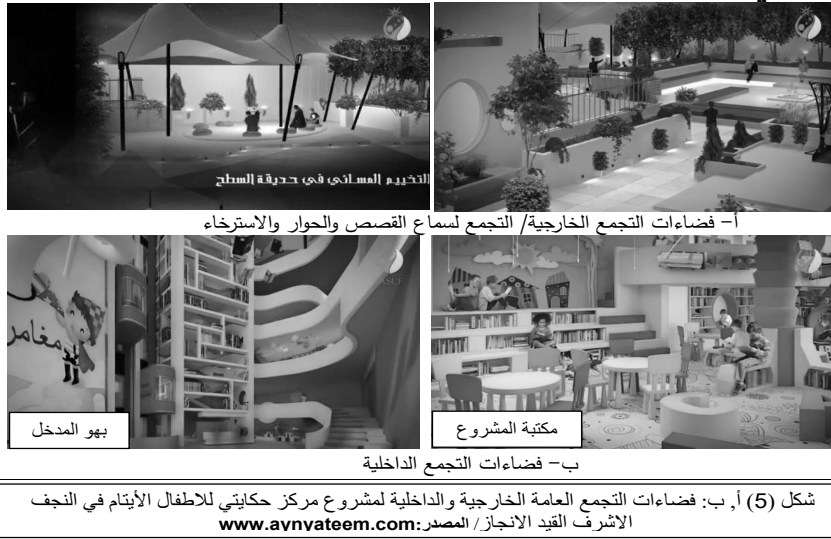 التخييم المسائي في حديقة السطح
أ- فضاءات التجمع الخارجية/ التجمع لسماع القصص والحوار والاسترخاء
مغامر
بهو المدخل
مكتبة المشروع
ب- فضاءات التجمع الداخلية
شكل (5) أ, ب: فضاءات التجمع العامة الخارجية والداخلية لمشروع مركز حكايتي للاطفال الأيتام في النجف
الاشرف القيد الانجاز/ المصدر:www.aynyateem.com